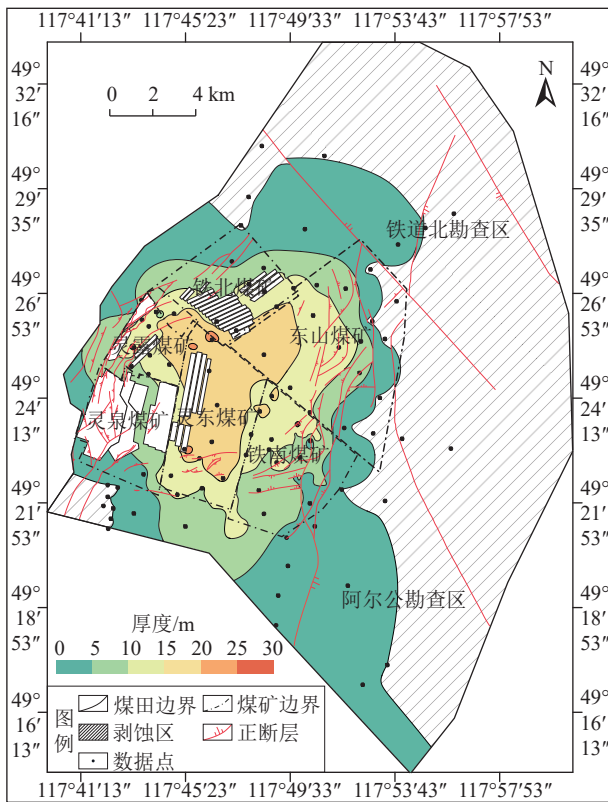 117°41′13″ 117°45′23″ 117°49′33″ 117°53′43″ 117°57′53″
49°
32′
16″
49°
29′
35″
49°
26′
53″
49°
24′
13″
49°
21′
53″
49°
18′
53″
49°
16′
13″
49°
32′
16″
49°
29′
35″
49°
26′
53″
49°
24′
13″
49°
21′
53″
49°
18′
53″
49°
16′
13″
N
0 2 4 km
铁道北勘查区
铁北煤矿
东山煤矿
灵露煤矿
灵泉煤矿
灵东煤矿
铁南煤矿
阿尔公勘查区
厚度/m
0 5 10 15 20 25 30
图例
煤田边界 煤矿边界
剥蚀区 正断层
数据点
117°41′13″ 117°45′23″ 117°49′33″ 117°53′43″ 117°57′53″